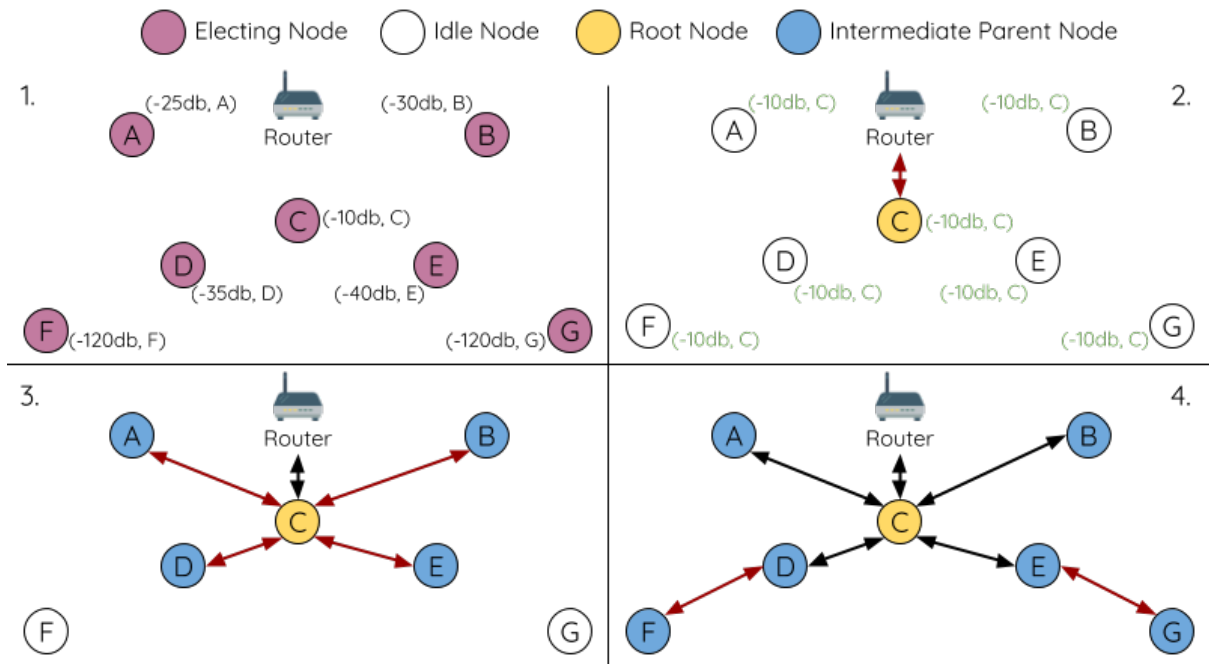 Electing Node Idle Node Root Node Intermediate Parent Node
1.
(-25db, A) (-30db, B)
A Router B
C (-10db, C)
D E
(-35db, D) (-40db, E)
F (-120db, F) (-120db, G) G
2.
(-10db, C) (-10db, C)
A Router B
C (-10db, C)
D E
(-10db, C) (-10db, C)
F (-10db, C) (-10db, C) G
3.
A Router B
C
D E
F G
4.
A Router B
C
D E
F G